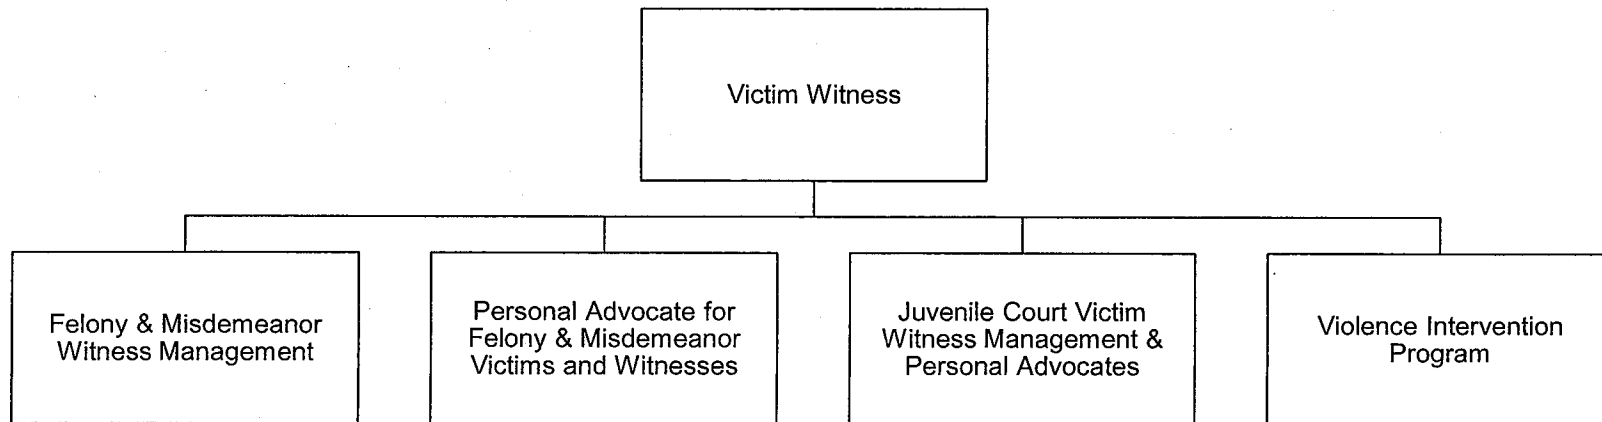 Victim Witness
Felony & Misdemeanor
Witness Management
Personal Advocate for
Felony & Misdemeanor
Victims and Witnesses
Juvenile Court Victim
Witness Management &
Personal Advocates
Violence Intervention
Program